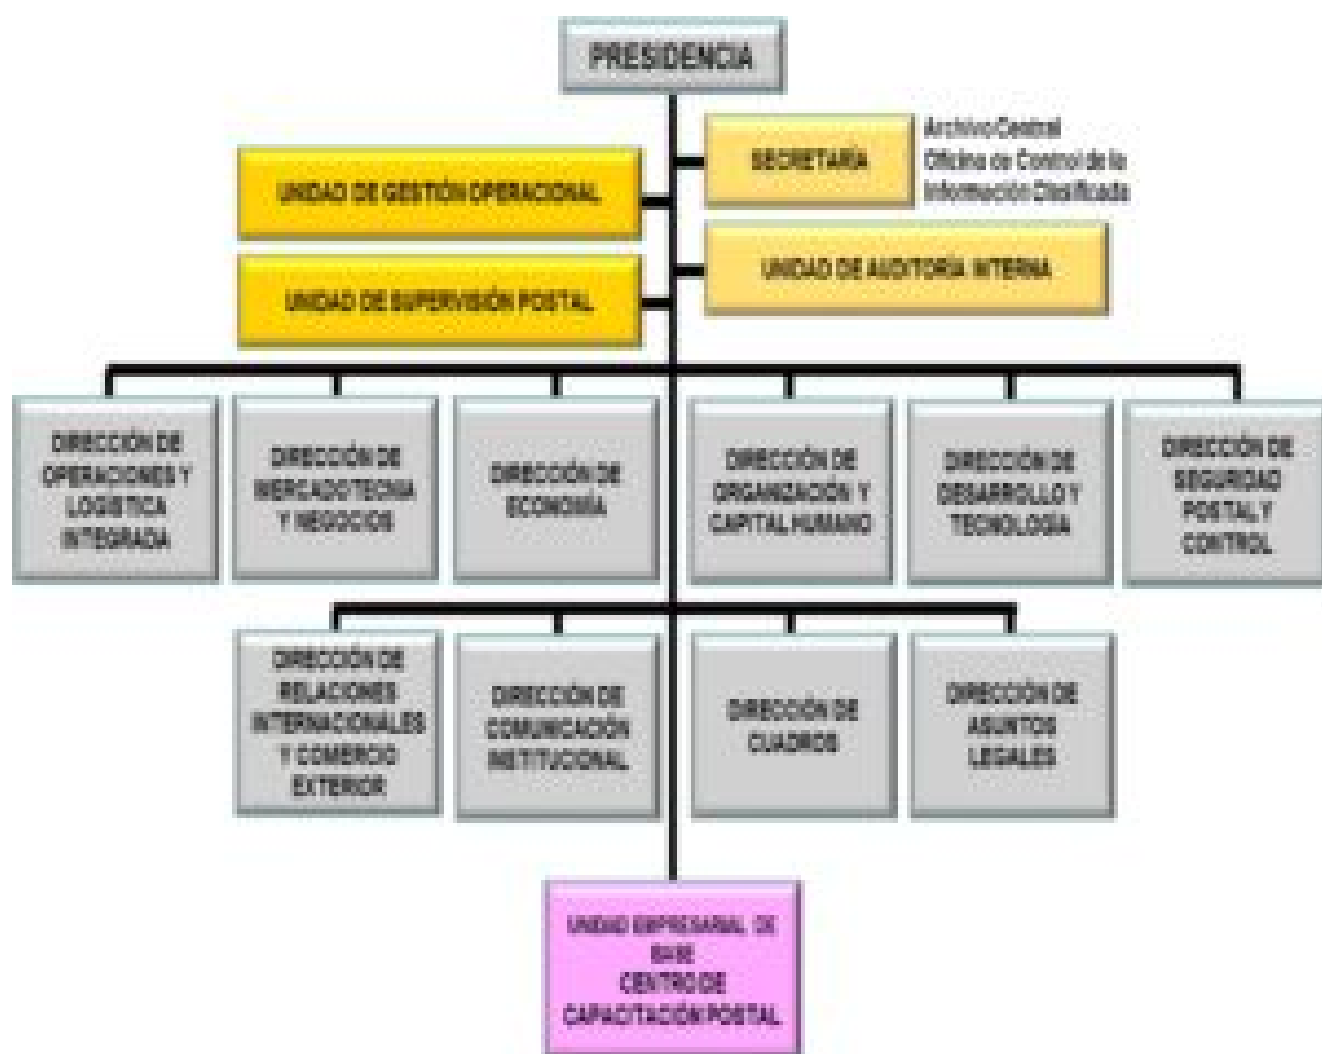 PRESIDENCIA
SECRETARÍA
Archivo Central
Oficina de Control de la
Información Clasificada
UNIDAD DE GESTIÓN OPERACIONAL
UNIDAD DE AUDITORÍA INTERNA
UNIDAD DE SUPERVISIÓN POSTAL
DIRECCIÓN DE
OPERACIONES Y
LOGÍSTICA
INTEGRADA
DIRECCIÓN DE
MERCADOTECNIA
Y NEGOCIOS
DIRECCIÓN DE
ECONOMÍA
DIRECCIÓN DE
ORGANIZACIÓN Y
CAPITAL HUMANO
DIRECCIÓN DE
DESARROLLO Y
TECNOLOGÍA
DIRECCIÓN DE
SEGURIDAD
POSTAL Y
CONTROL
DIRECCIÓN DE
RELACIONES
INTERNACIONALES
Y COMERCIO
EXTERIOR
DIRECCIÓN DE
COMUNICACIÓN
INSTITUCIONAL
DIRECCIÓN DE
CUADROS
DIRECCIÓN DE
ASUNTOS
LEGALES
UNIDAD EMPRESARIAL DE
BASE
CENTRO DE
CAPACITACIÓN POSTAL